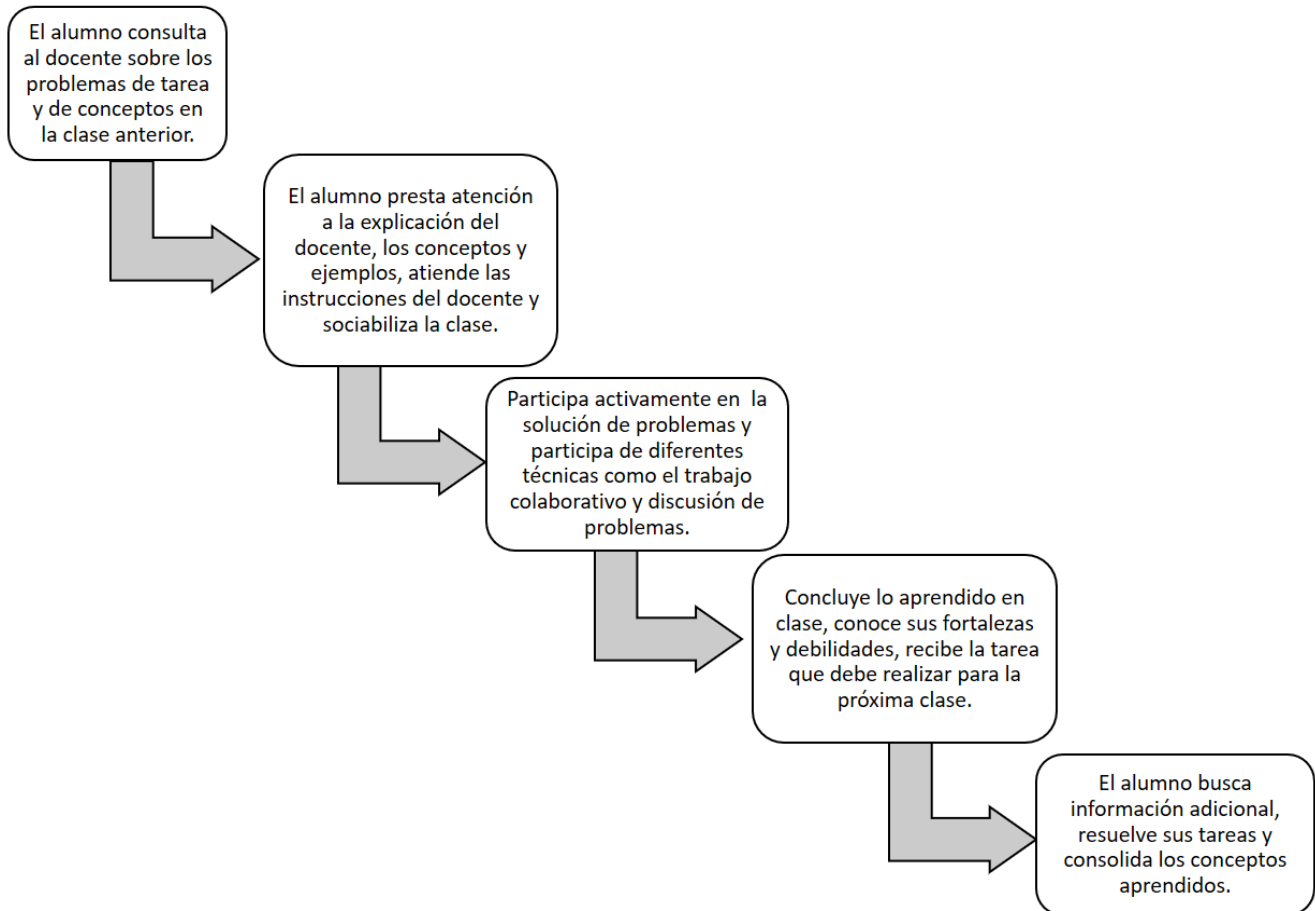 El alumno consulta
al docente sobre los
problemas de tarea
y de conceptos en
la clase anterior.
El alumno presta atención
a la explicación del
docente, los conceptos y
ejemplos, atiende las
instrucciones del docente y
sociabiliza la clase.
Participa activamente en  la
solución de problemas y
participa de diferentes
técnicas como el trabajo
colaborativo y discusión de
problemas.
Concluye lo aprendido en
clase, conoce sus fortalezas
y debilidades, recibe la tarea
que debe realizar para la
próxima clase.
El alumno busca
información adicional,
resuelve sus tareas y
consolida los conceptos
aprendidos.